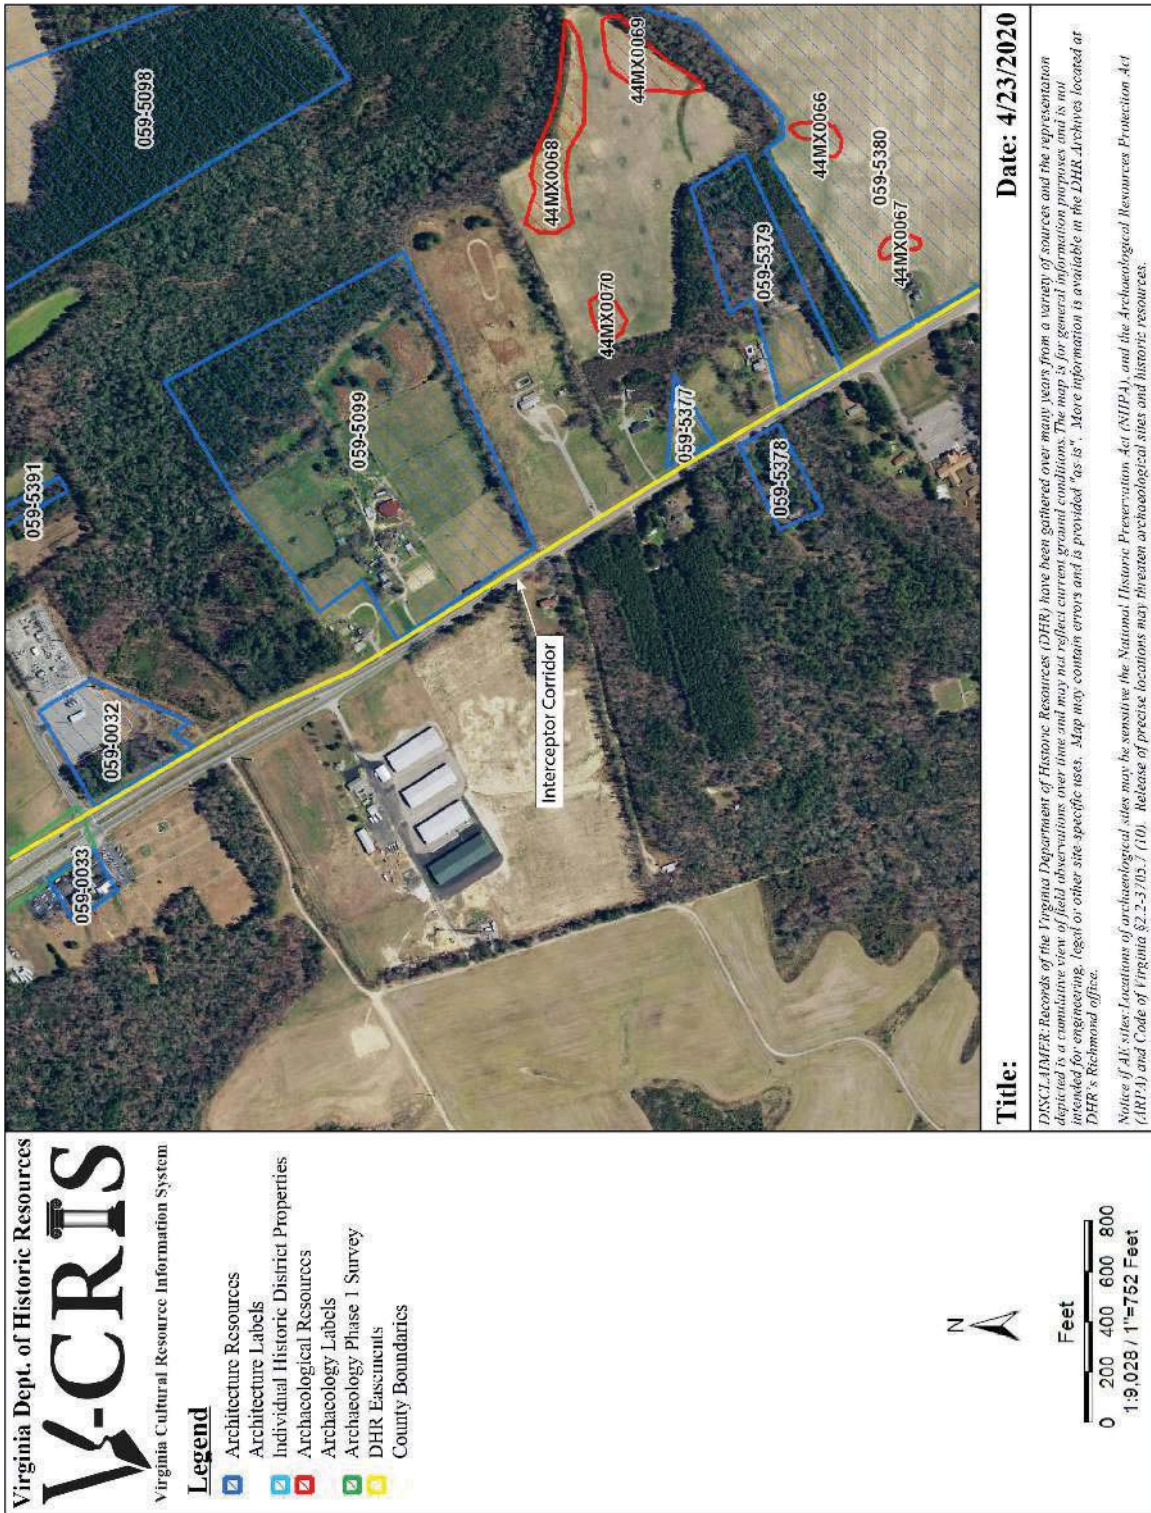 Virginia Dept. of Historic Resources
V-CRIS
Virginia Cultural Resource Information System
Legend
Architecture Resources
Architecture Labels
Individual Historic District Properties
Archaeological Resources
Archaeology Labels
Archaeology Phase 1 Survey
DHR Easements
County Boundaries
N
Feet
0 200 400 600 800
1:9,028 / 1"=752 Feet
059-5391
059-5098
059-0032
059-0033
059-5099
Interceptor Corridor
44MX0068
44MX0069
44MX0070
059-5377
059-5378
059-5379
44MX0066
059-5380
44MX0067
Title:
Date: 4/23/2020
DISCLAIMER: Records of the Virginia Department of Historic Resources (DHR) have been gathered over many years from a variety of sources and the representation
depicted is a cumulative view of field observations over time and may not reflect current ground conditions. The map is for general information purposes and is not
intended for engineering, legal or other site-specific uses. Map may contain errors and is provided "as is". More information is available in the DHR Archives located at
DHR's Richmond office.
Notice if AE sites: Locations of archaeological sites may be sensitive the National Historic Preservation Act (NHPA), and the Archaeological Resources Protection Act
(ARPA) and Code of Virginia §2.2-3705.7 (10). Release of precise locations may threaten archaeological sites and historic resources.